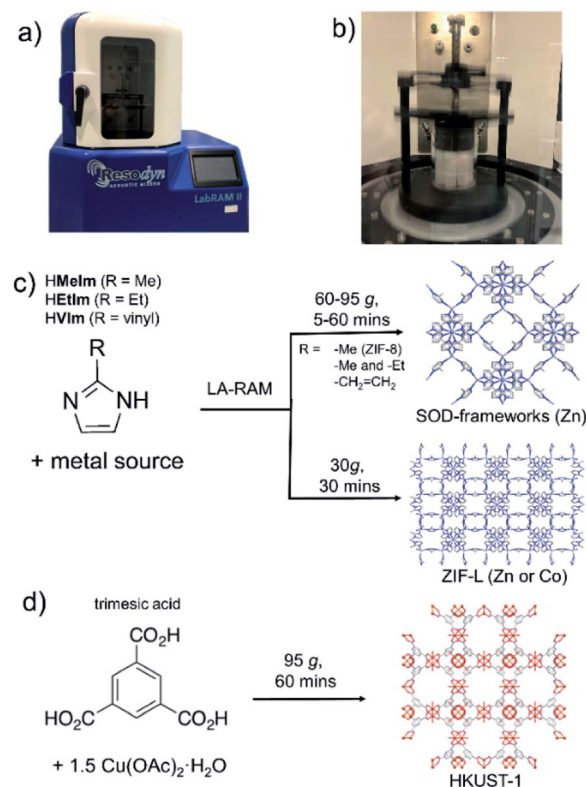 a)
b)
Resodyn
ACOUSTIC MIXER
LabRAM II
c)
HMeIm (R = Me)
HEtIm (R = Et)
HVIm (R = vinyl)
R
N
NH
+ metal source
LA-RAM
60-95 g,
5-60 mins
R = -Me (ZIF-8)
-Me and -Et
-CH₂=CH₂
SOD-frameworks (Zn)
30g,
30 mins
ZIF-L (Zn or Co)
d)
trimesic acid
CO₂H
HO₂C
CO₂H
+ 1.5 Cu(OAc)₂·H₂O
95 g,
60 mins
HKUST-1